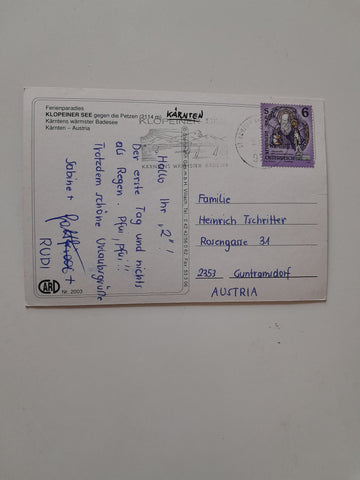 Ferienparadies
KLOPEINER SEE gegen die Petzen (2114 m) KÄRNTEN
Kärntens wärmster Badesee
Kärnten – Austria
KLOPEINER
KÄRNTENS WÄRMSTER BADESEE
6
Hallo Ihr „2"!
Der erste Tag und nichts
als Regen. Pfui, pfui!!
Trotzdem schöne Urlaubsgrüße
Sabine +
RUDI
CARD
Nr. 2003
Familie
Heinrich Tschritter
Rosengasse 31
2353 Guntramsdorf
AUSTRIA